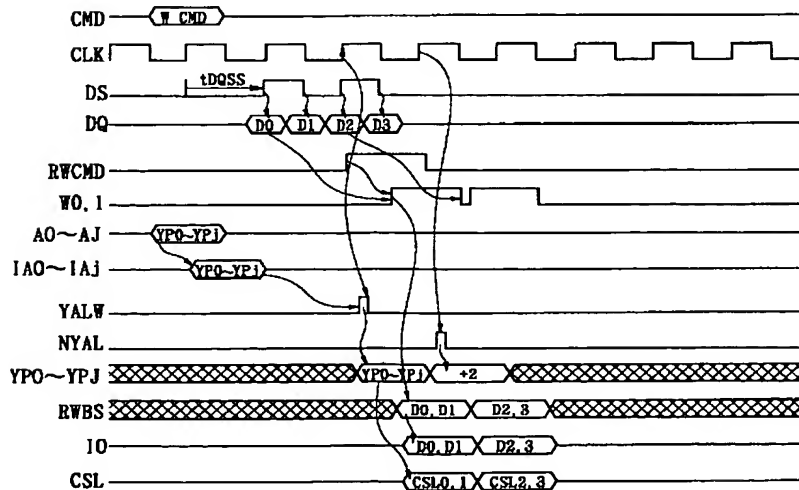 CMD W CMD
CLK
tDQSS
DS
DQ D0 D1 D2 D3
RWCMD
W0,1
A0~AJ YP0~YPj
IA0~IAj YP0~YPj
YALW
NYAL
YP0~YPJ YP0~YPj +2
RWBS D0,D1 D2,3
IO D0,D1 D2,3
CSL CSL0,1 CSL2,3